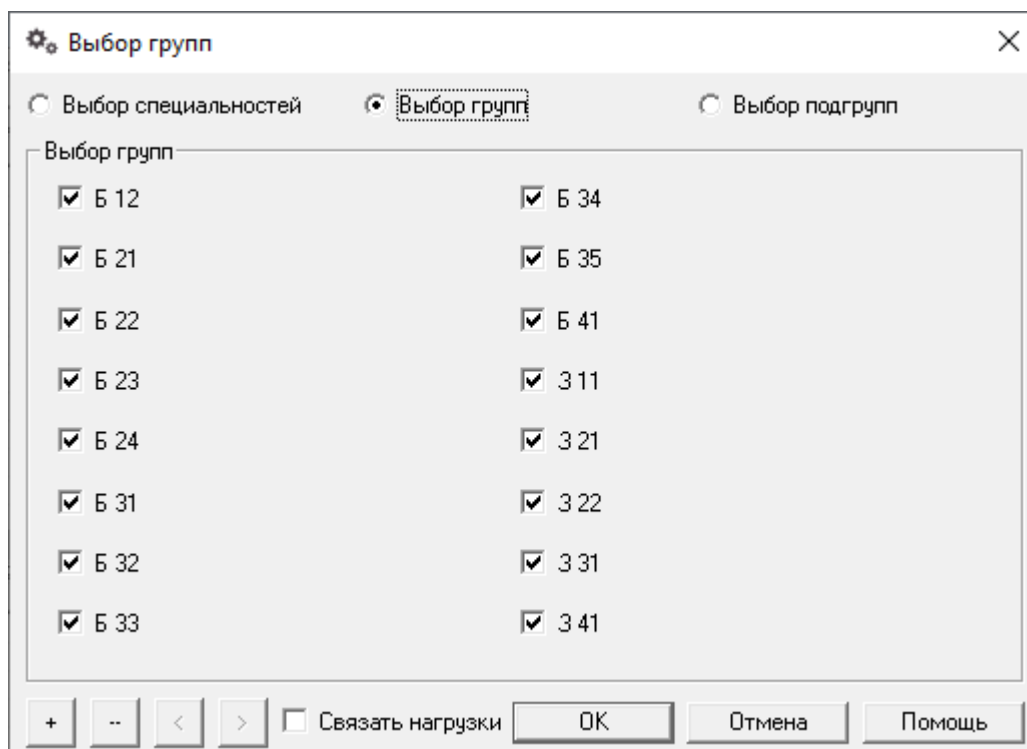 Выбор групп
Выбор специальностей Выбор групп Выбор подгрупп
Выбор групп
Б 12 Б 34
Б 21 Б 35
Б 22 Б 41
Б 23 З 11
Б 24 З 21
Б 31 З 22
Б 32 З 31
Б 33 З 41
+ -- < > Связать нагрузки OK Отмена Помощь